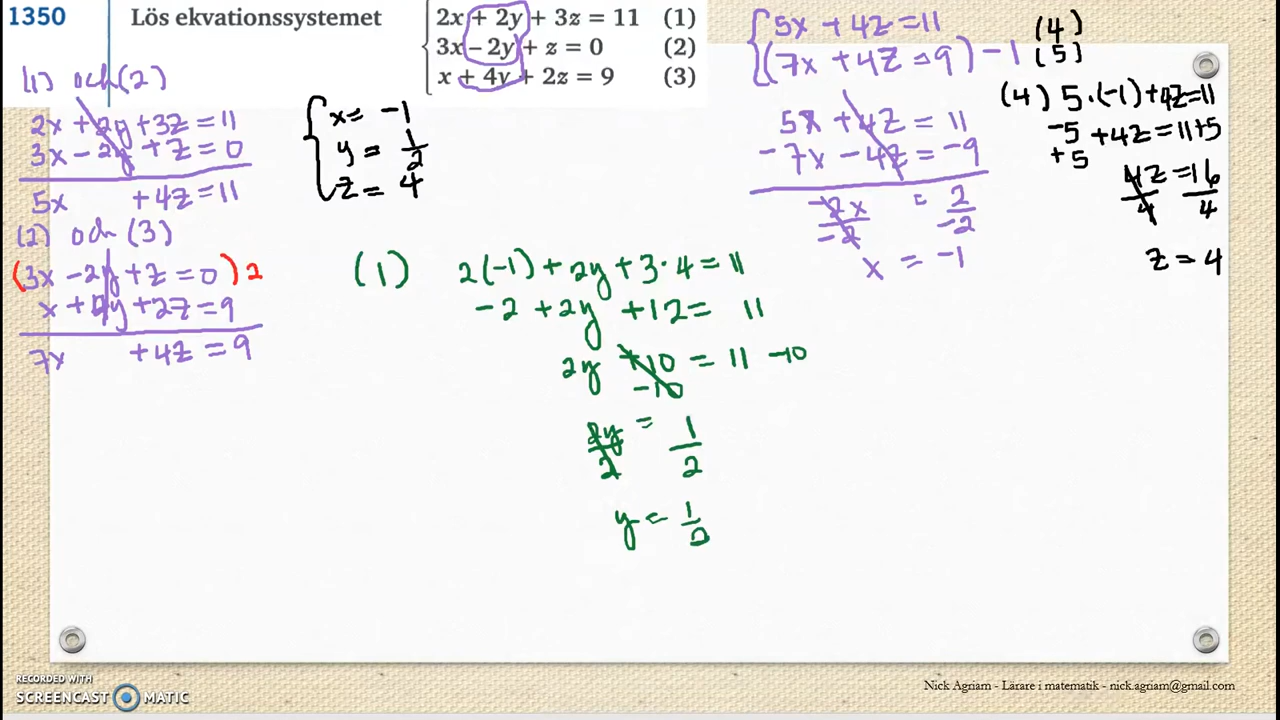 1350 Lös ekvationssystemet
2x + 2y + 3z = 11 (1)
3x − 2y + z = 0 (2)
x + 4y + 2z = 9 (3)
(1) och (2)
2x + 2y + 3z = 11
3x − 2y + z = 0
5x + 4z = 11
(2) och (3)
(3x − 2y + z = 0) 2
x + 4y + 2z = 9
7x + 4z = 9
x = −1
y = 1/2
z = 4
5x + 4z = 11 (4)
(7x + 4z = 9) −1 (5)
5x + 4z = 11
−7x − 4z = −9
−2x/−2 = 2/−2
x = −1
(4) 5·(−1) + 4z = 11
−5 + 4z = 11 + 5
+5
4z/4 = 16/4
z = 4
(1) 2(−1) + 2y + 3·4 = 11
−2 + 2y + 12 = 11
2y + 10 = 11 −10
−10
2y/2 = 1/2
y = 1/2
RECORDED WITH
SCREENCAST MATIC
Nick Agriam - Lärare i matematik - nick.agriam@gmail.com